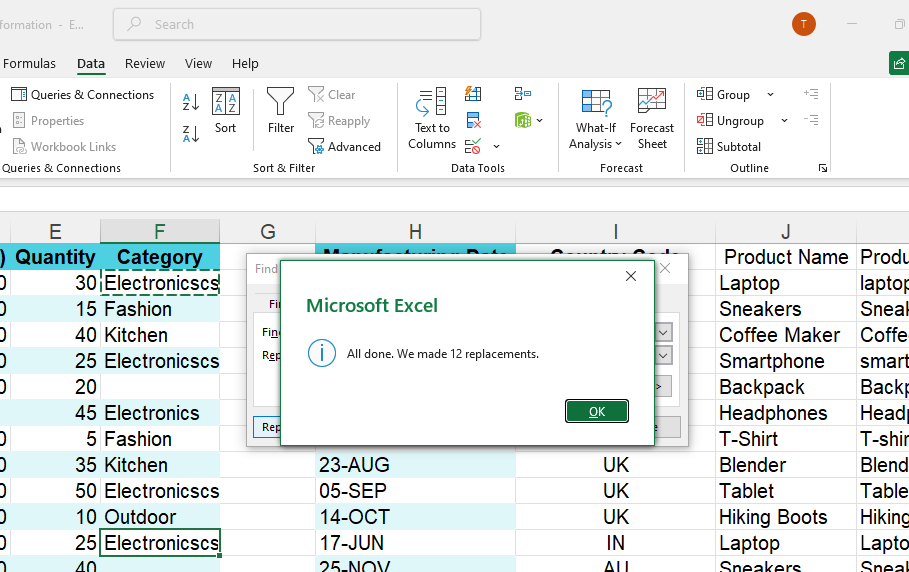 formation - E...
Search
T
Formulas Data Review View Help
Queries & Connections
Properties
Workbook Links
Queries & Connections
Sort
Filter
Clear
Reapply
Advanced
Sort & Filter
Text to
Columns
Data Tools
What-If
Analysis
Forecast
Sheet
Forecast
Group
Ungroup
Subtotal
Outline
E F G H I J
) Quantity Category Manufacturing Date Country Code Product Name Produ
0 30 Electronicscs Laptop laptop
0 15 Fashion Sneakers Sneak
0 40 Kitchen Coffee Maker Coffe
0 25 Electronicscs Smartphone smart
0 20 Backpack Backp
45 Electronics Headphones Headp
0 5 Fashion T-Shirt T-shir
0 35 Kitchen 23-AUG UK Blender Blend
0 50 Electronicscs 05-SEP UK Tablet Table
0 10 Outdoor 14-OCT UK Hiking Boots Hiking
0 25 Electronicscs 17-JUN IN Laptop Lapto
40 25-NOV AU Sneakers Sneak
Find
Fi
Fin
Rep
Rep
>
e
Microsoft Excel
All done. We made 12 replacements.
OK